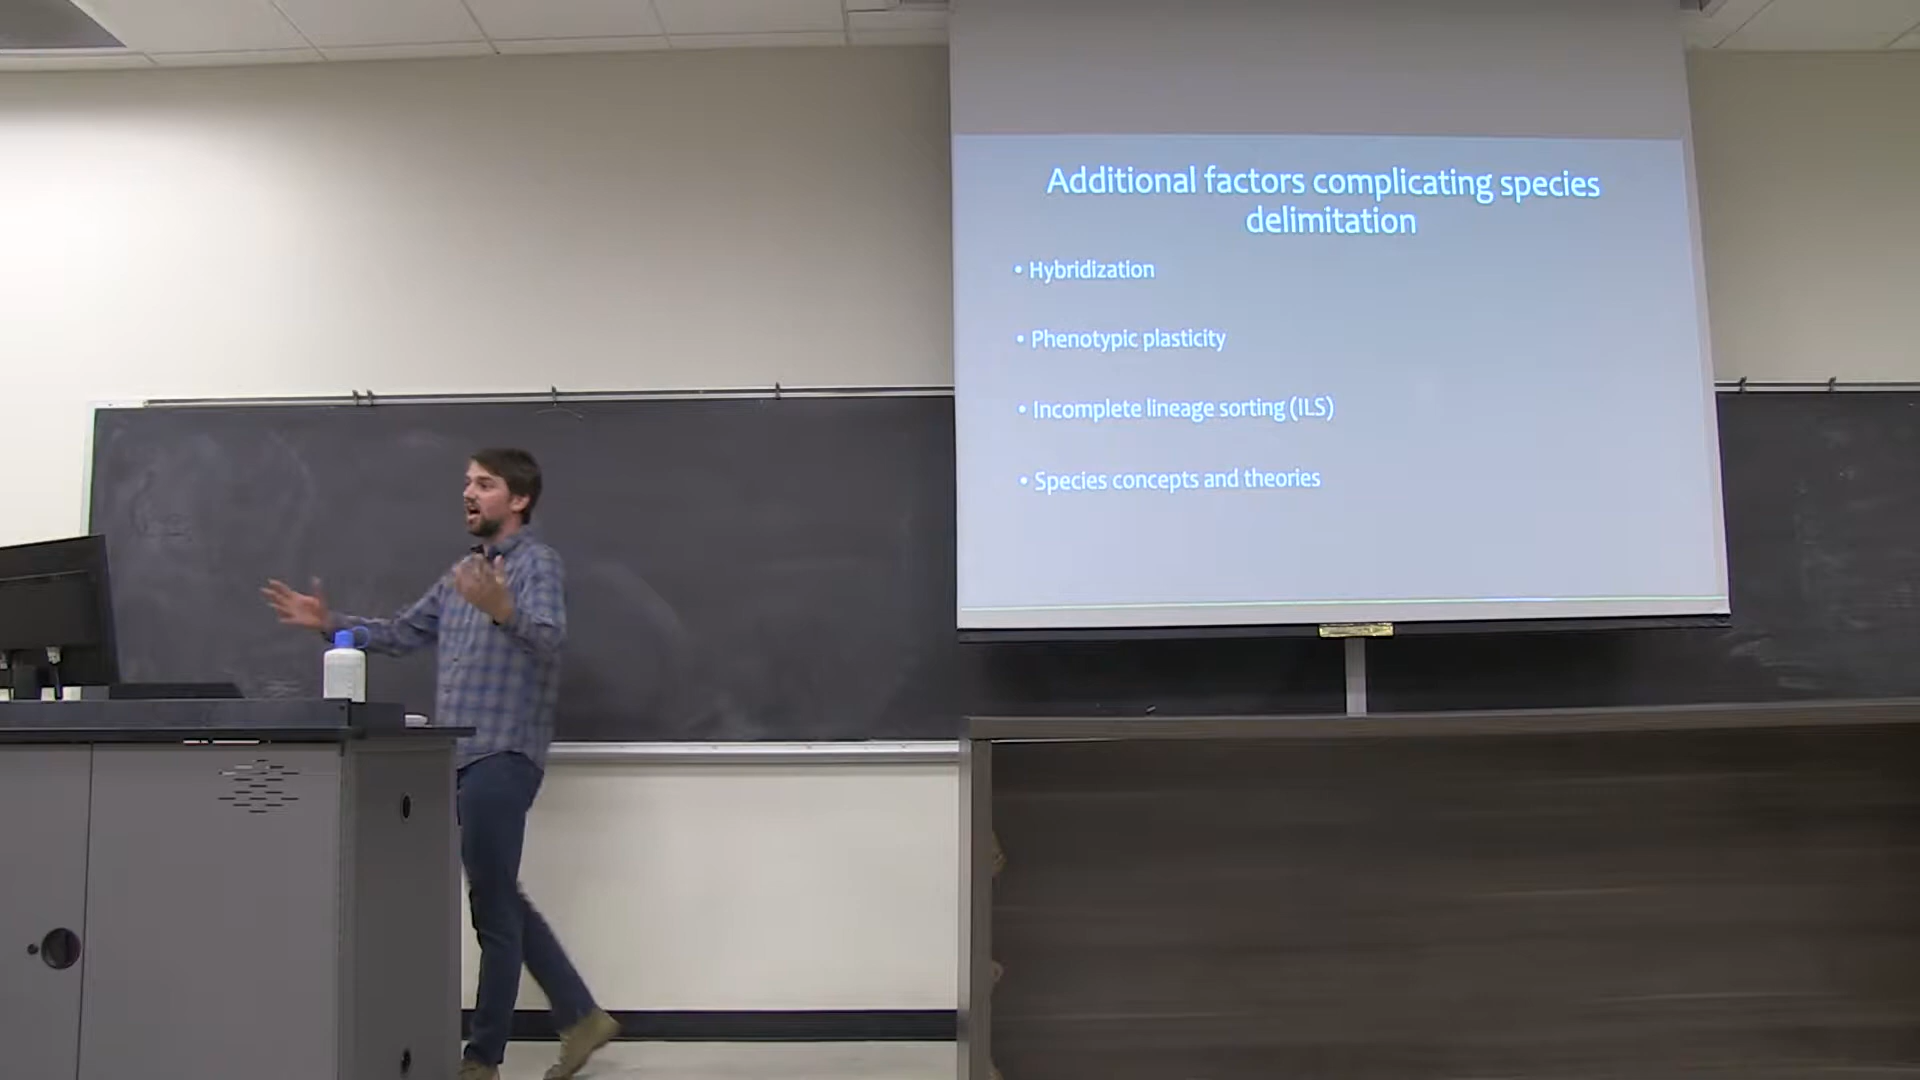 Additional factors complicating species
delimitation
• Hybridization
• Phenotypic plasticity
• Incomplete lineage sorting (ILS)
• Species concepts and theories